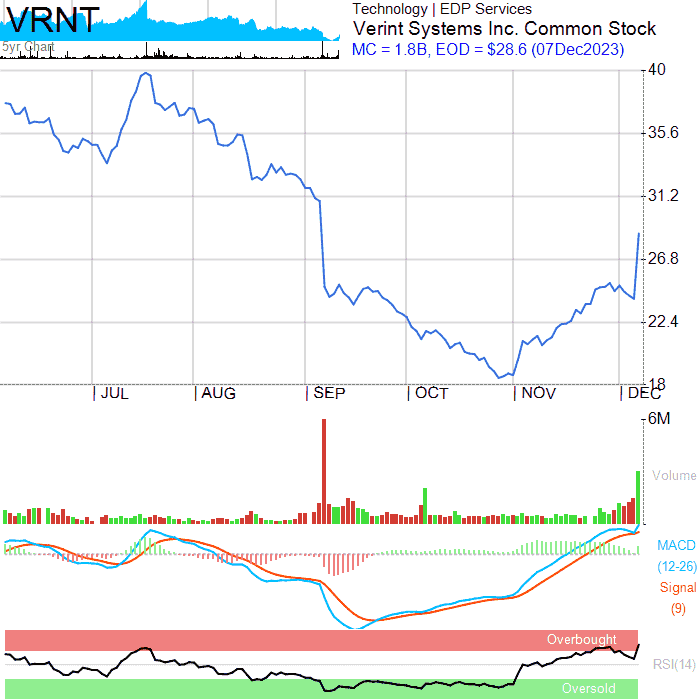 VRNT
5yr Chart
Technology | EDP Services
Verint Systems Inc. Common Stock
MC = 1.8B, EOD = $28.6 (07Dec2023)
40
35.6
31.2
26.8
22.4
18
JUL
AUG
SEP
OCT
NOV
DEC
6M
Volume
MACD
(12-26)
Signal
(9)
Overbought
RSI(14)
Oversold